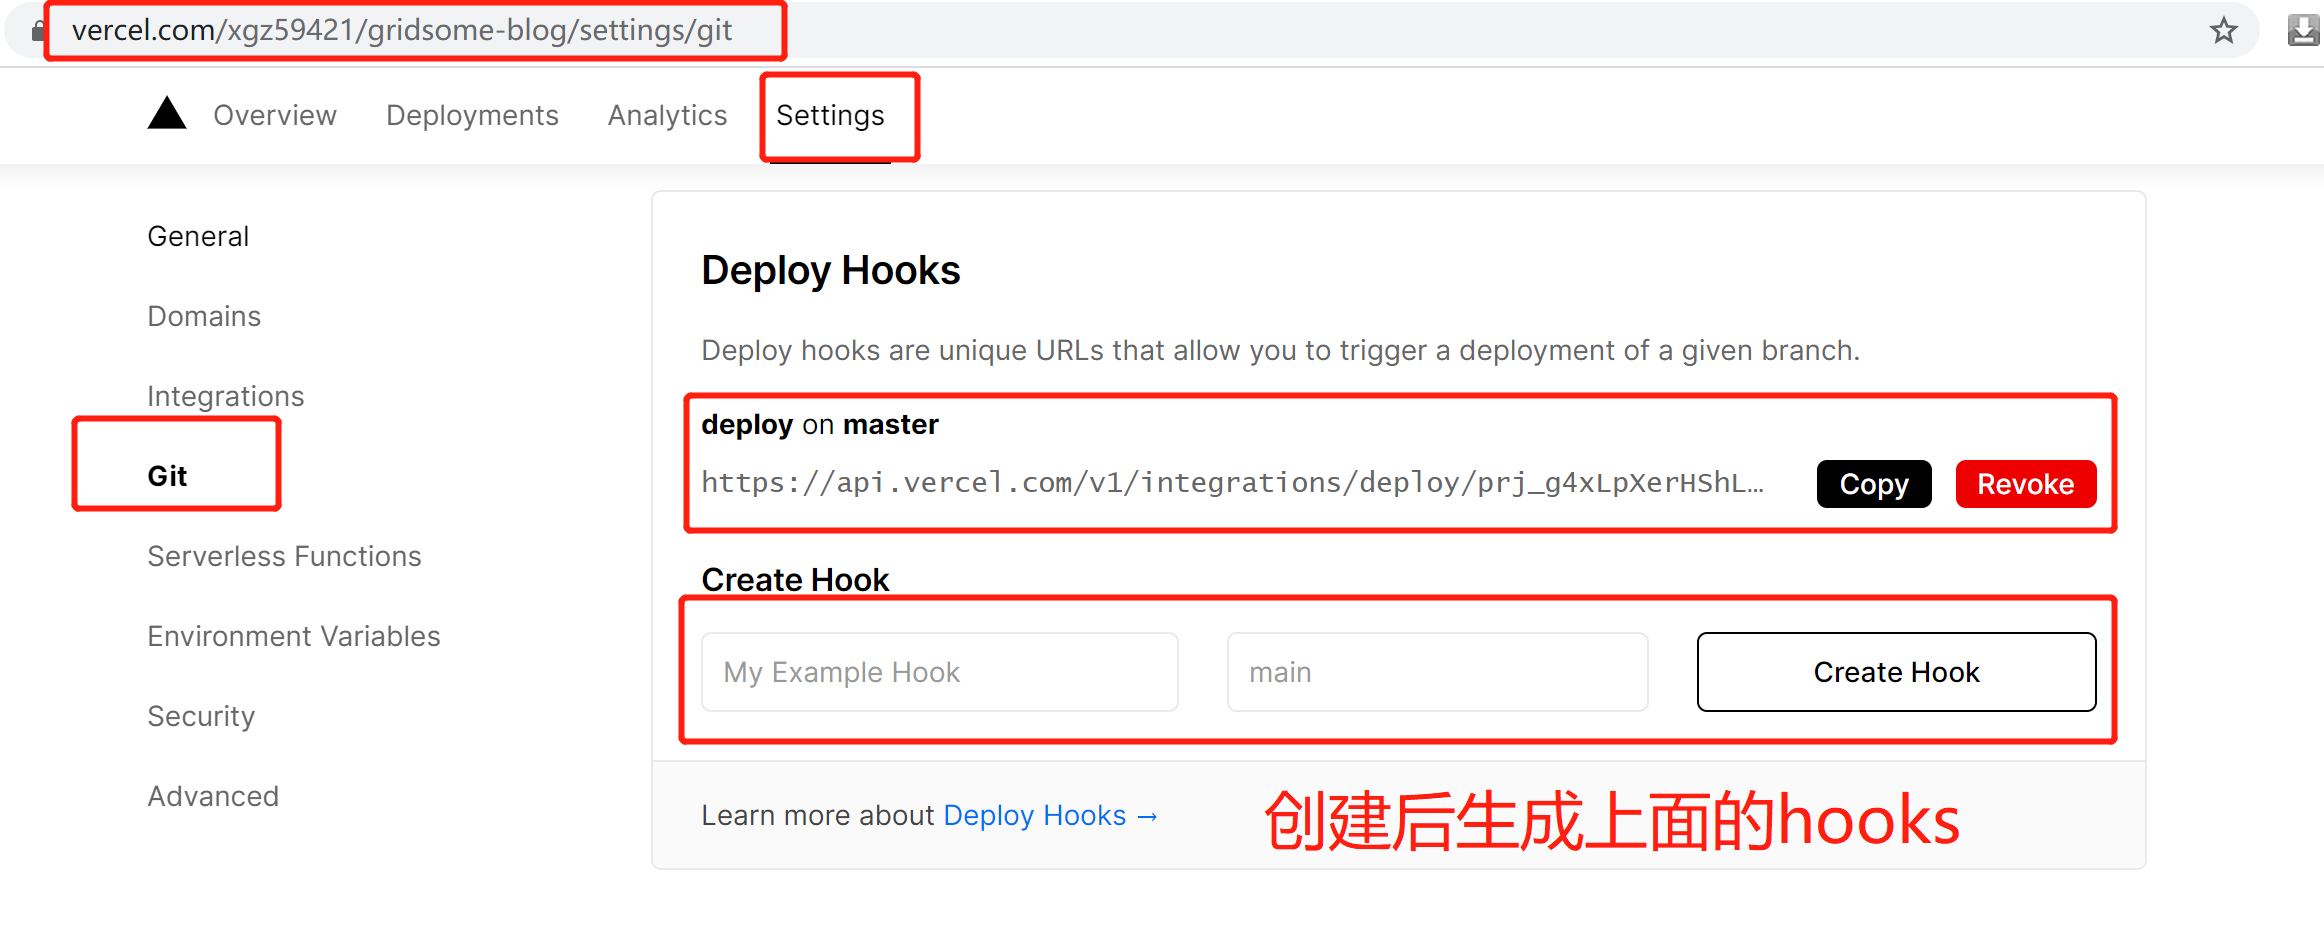 vercel.com/xgz59421/gridsome-blog/settings/git
Overview Deployments Analytics Settings
General
Domains
Integrations
Git
Serverless Functions
Environment Variables
Security
Advanced
Deploy Hooks
Deploy hooks are unique URLs that allow you to trigger a deployment of a given branch.
deploy on master
https://api.vercel.com/v1/integrations/deploy/prj_g4xLpXerHShL… Copy Revoke
Create Hook
My Example Hook main Create Hook
Learn more about Deploy Hooks →
创建后生成上面的hooks